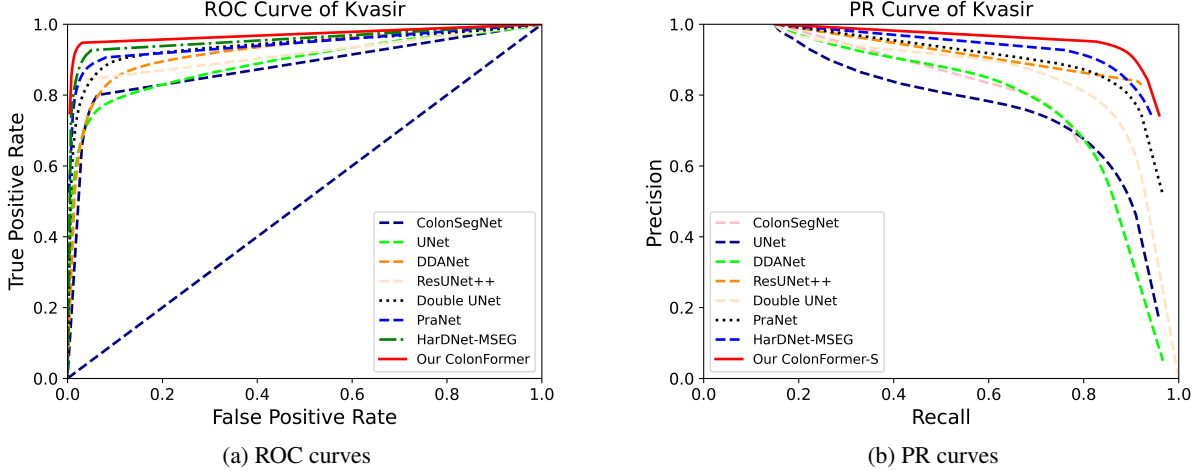 ROC Curve of Kvasir
1.0
0.8
0.6
0.4
0.2
0.0
True Positive Rate
ColonSegNet
UNet
DDANet
ResUNet++
Double UNet
PraNet
HarDNet-MSEG
Our ColonFormer
0.0 0.2 0.4 0.6 0.8 1.0
False Positive Rate
(a) ROC curves
PR Curve of Kvasir
1.0
0.8
0.6
0.4
0.2
0.0
Precision
ColonSegNet
UNet
DDANet
ResUNet++
Double UNet
PraNet
HarDNet-MSEG
Our ColonFormer-S
0.0 0.2 0.4 0.6 0.8 1.0
Recall
(b) PR curves